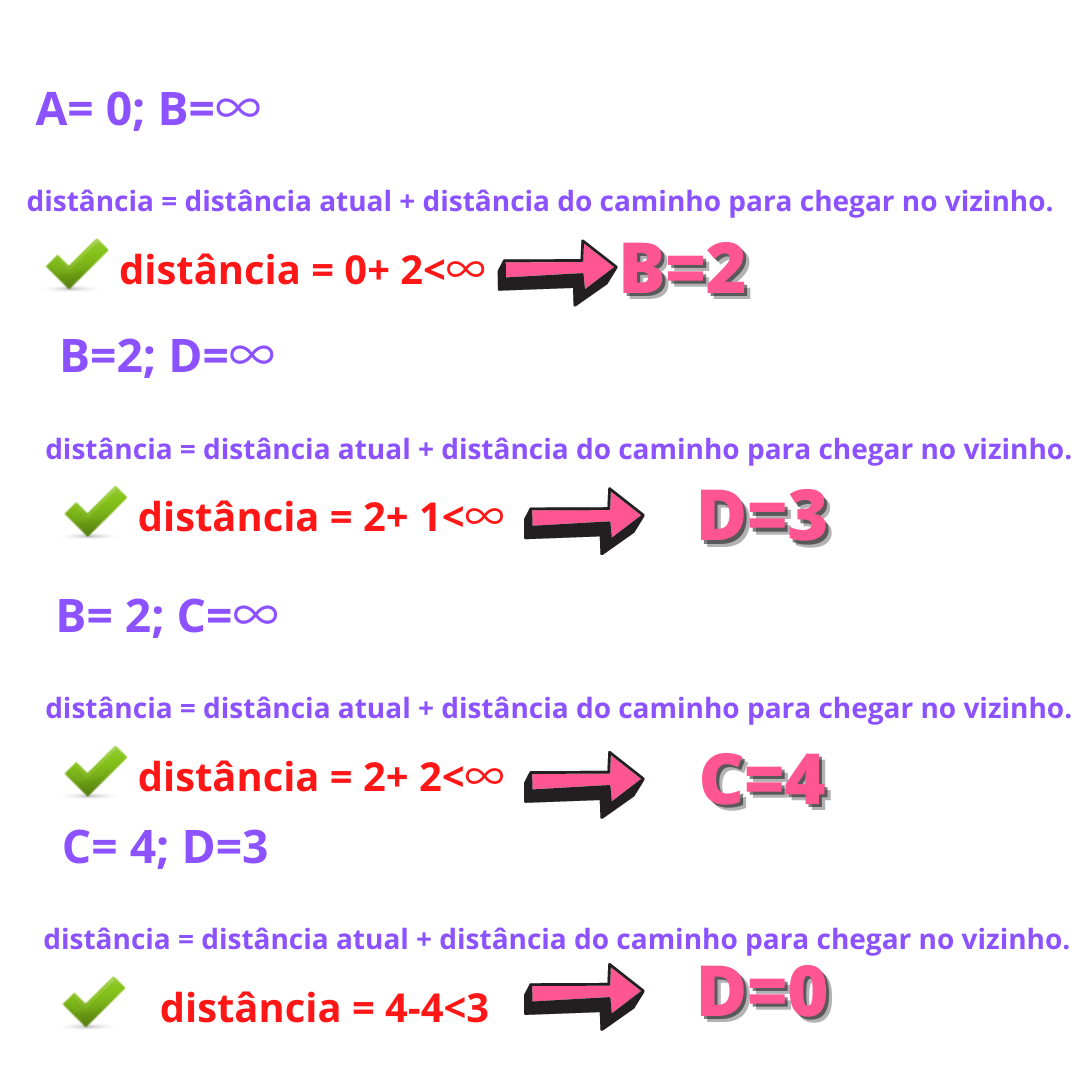 A= 0; B=∞
distância = distância atual + distância do caminho para chegar no vizinho.
distância = 0+ 2<∞ B=2
B=2; D=∞
distância = distância atual + distância do caminho para chegar no vizinho.
distância = 2+ 1<∞ D=3
B= 2; C=∞
distância = distância atual + distância do caminho para chegar no vizinho.
distância = 2+ 2<∞ C=4
C= 4; D=3
distância = distância atual + distância do caminho para chegar no vizinho.
distância = 4-4<3 D=0